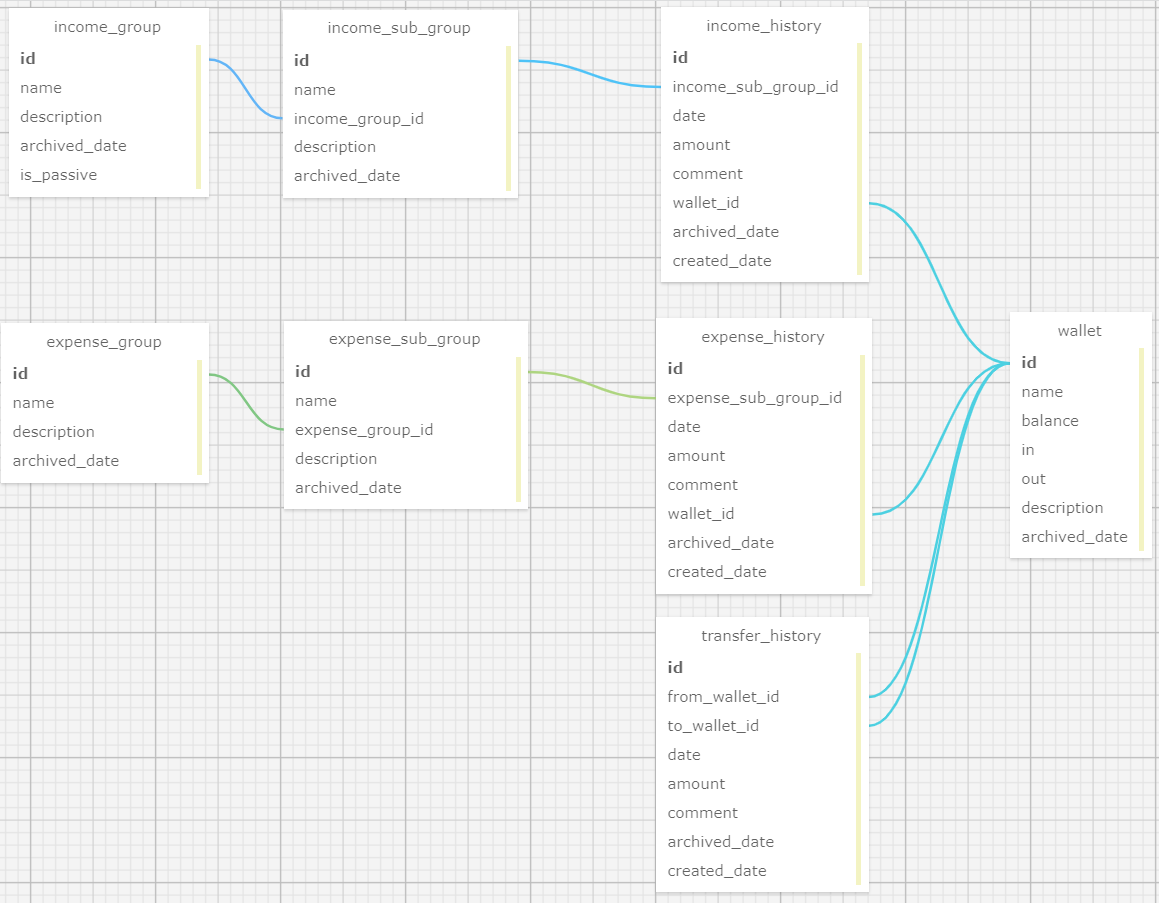 income_group
id
name
description
archived_date
is_passive
income_sub_group
id
name
income_group_id
description
archived_date
income_history
id
income_sub_group_id
date
amount
comment
wallet_id
archived_date
created_date
expense_group
id
name
description
archived_date
expense_sub_group
id
name
expense_group_id
description
archived_date
expense_history
id
expense_sub_group_id
date
amount
comment
wallet_id
archived_date
created_date
wallet
id
name
balance
in
out
description
archived_date
transfer_history
id
from_wallet_id
to_wallet_id
date
amount
comment
archived_date
created_date